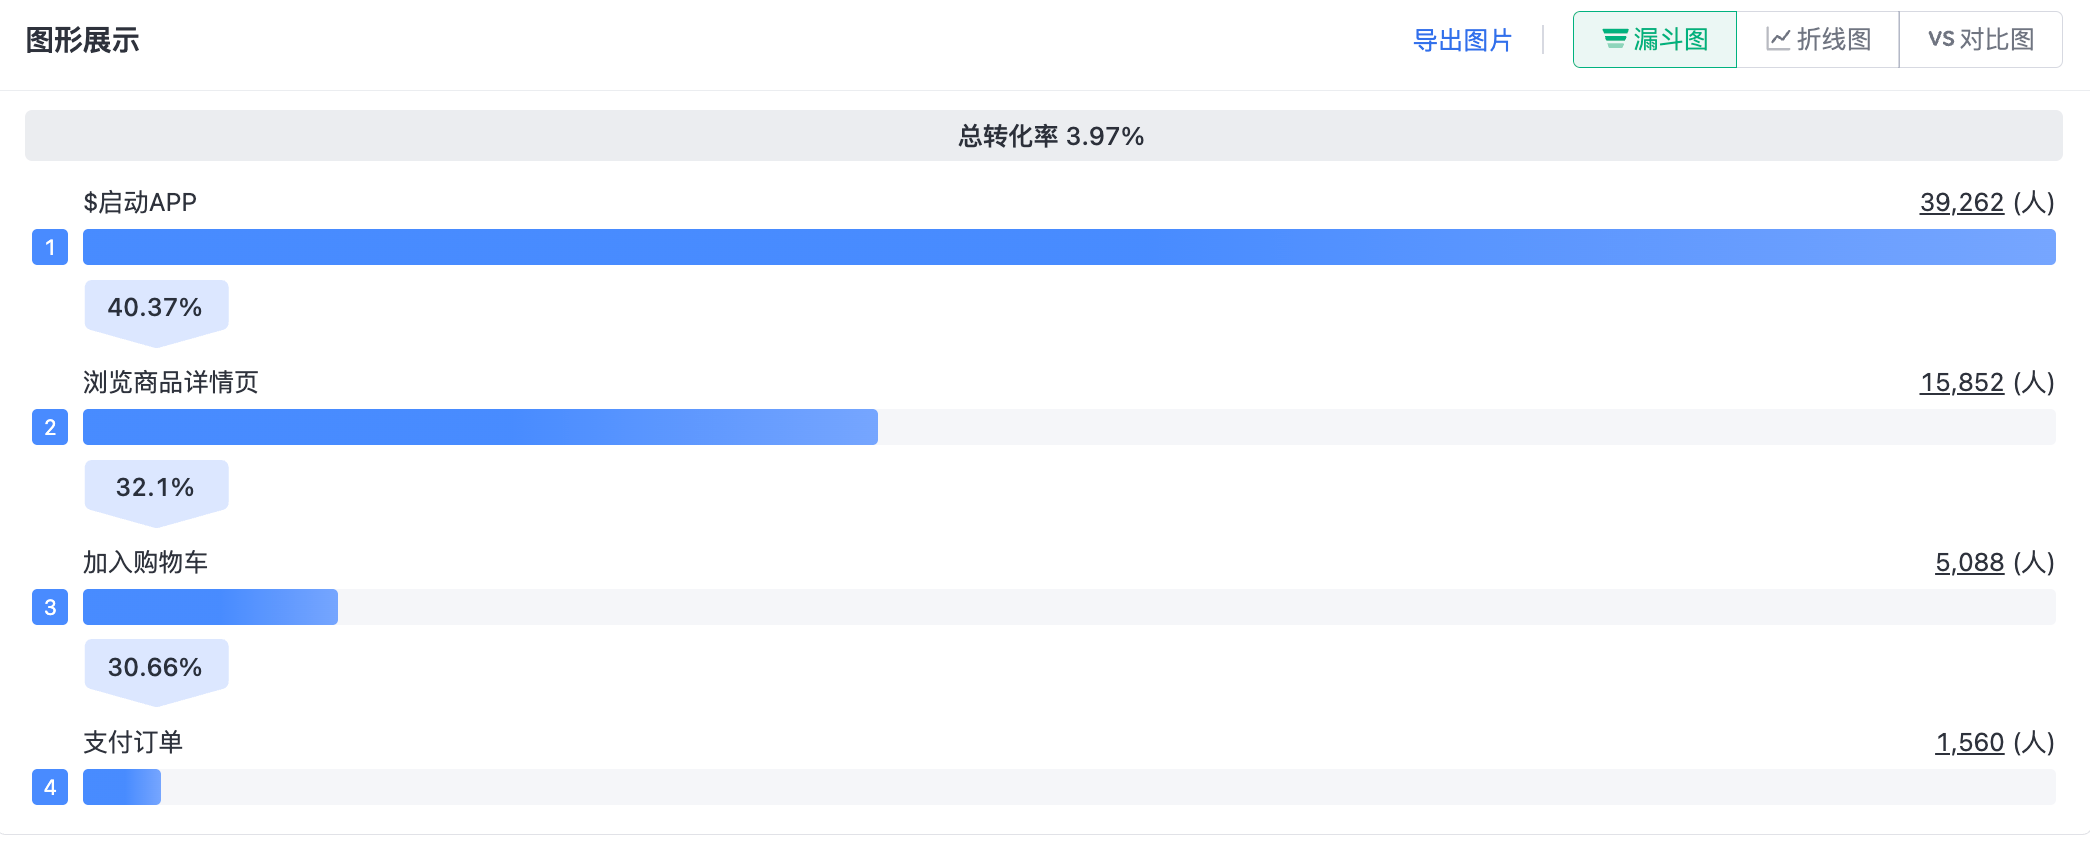 图形展示
导出图片
漏斗图
折线图
VS 对比图
总转化率 3.97%
$启动APP
39,262 (人)
1
40.37%
浏览商品详情页
15,852 (人)
2
32.1%
加入购物车
5,088 (人)
3
30.66%
支付订单
1,560 (人)
4